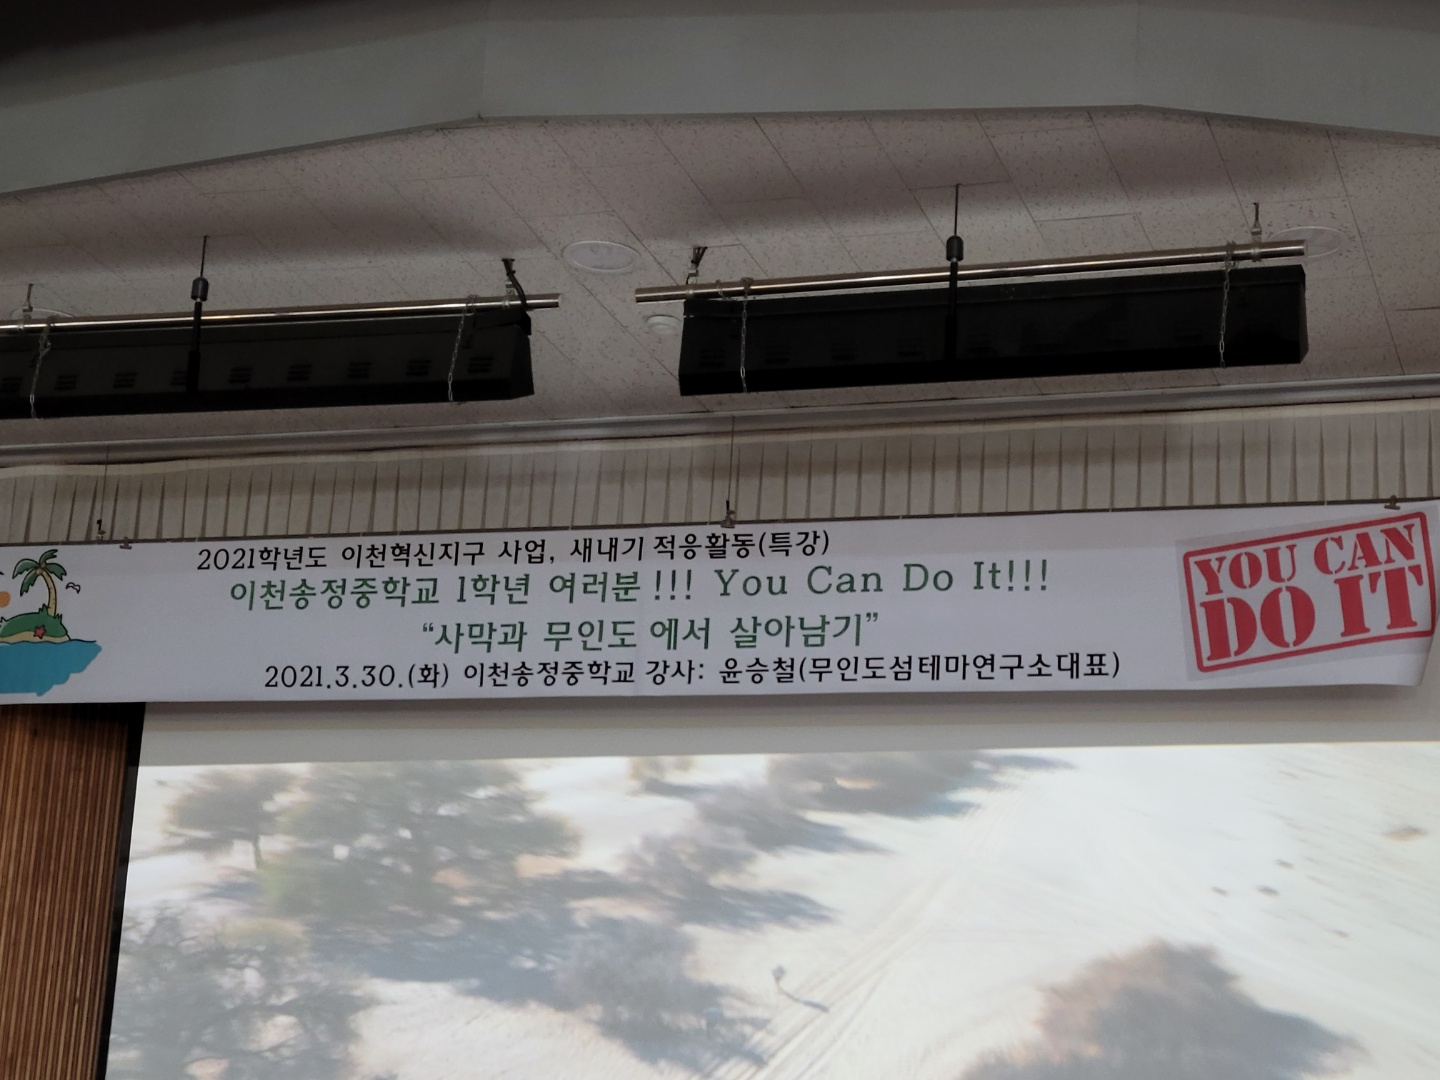 2021학년도 이천혁신지구 사업, 새내기 적응활동(특강)
이천송정중학교 1학년 여러분!!! You Can Do It!!!
“사막과 무인도에서 살아남기”
2021.3.30.(화) 이천송정중학교 강사: 윤승철(무인도섬테마연구소대표)
YOU CAN
DO IT